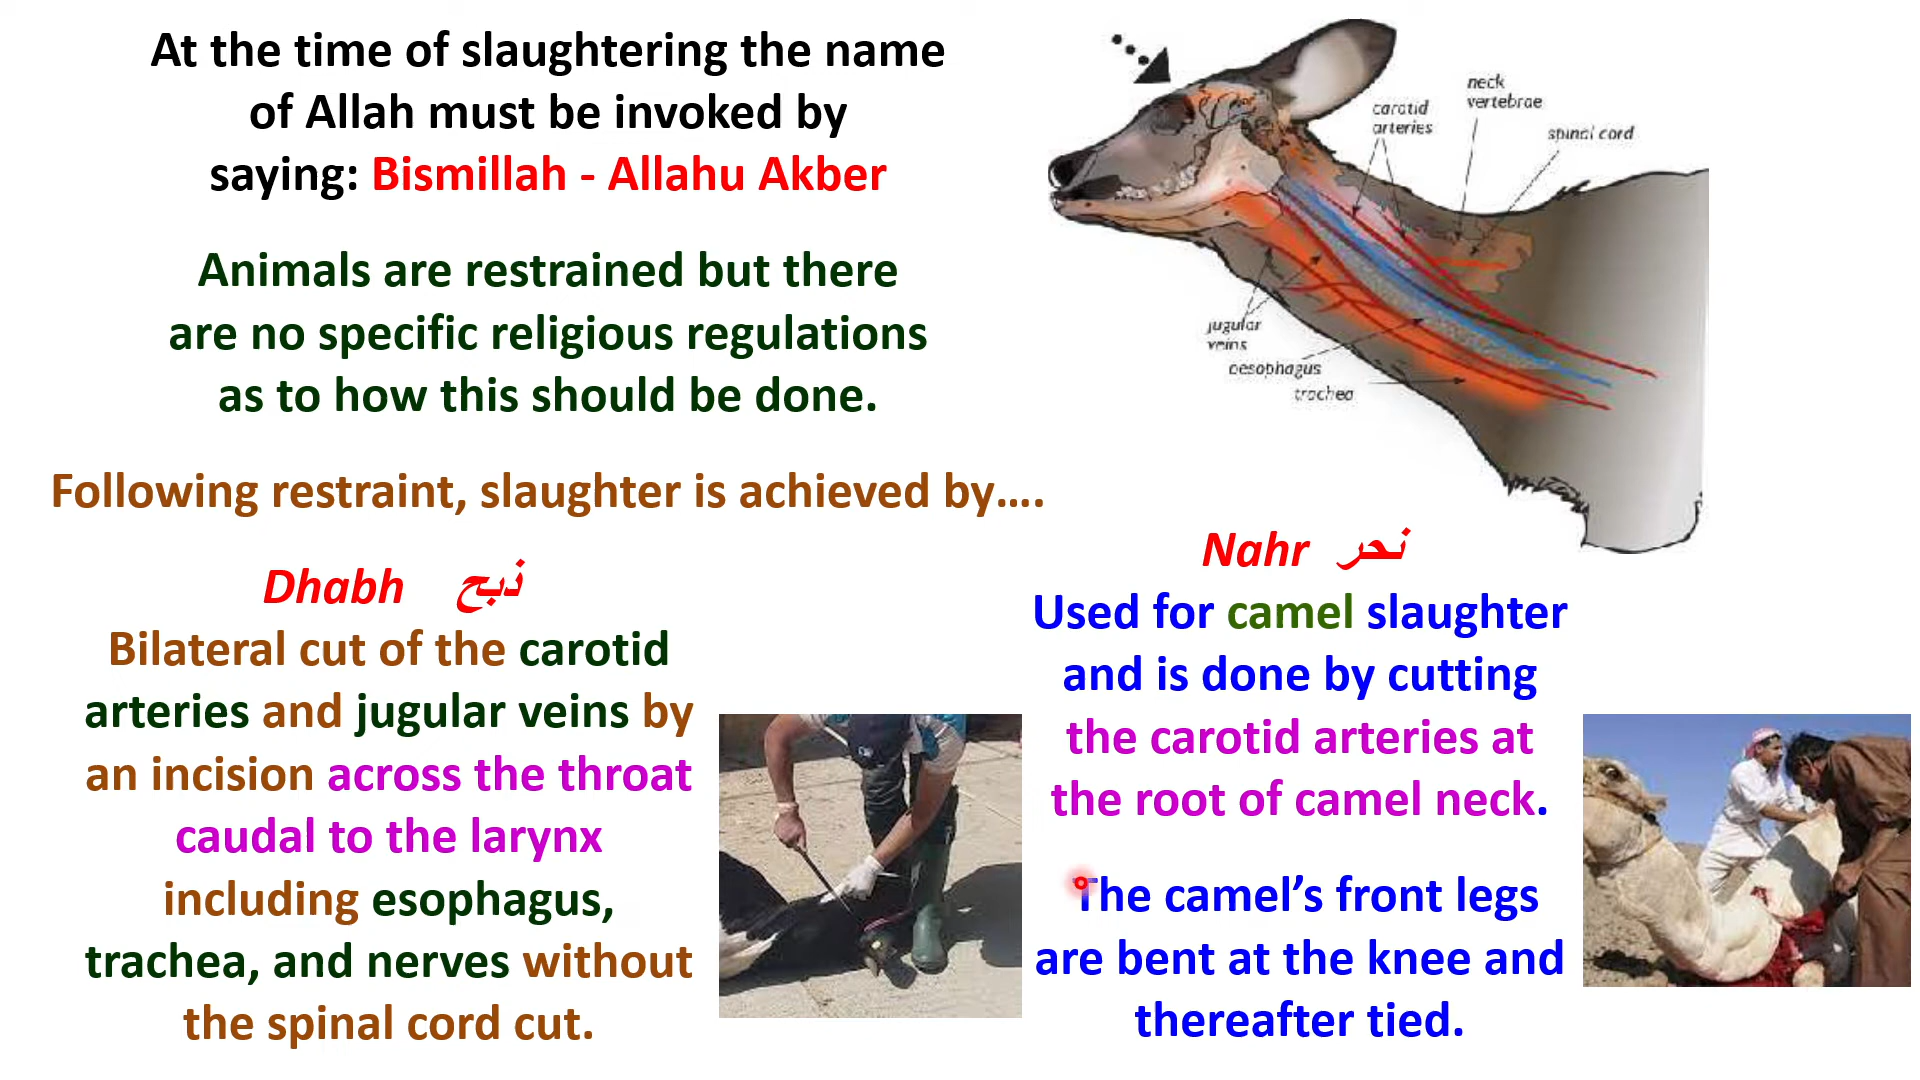 At the time of slaughtering the name
of Allah must be invoked by
saying: Bismillah - Allahu Akber
Animals are restrained but there
are no specific religious regulations
as to how this should be done.
Following restraint, slaughter is achieved by....
Dhabh ذبح
Bilateral cut of the carotid
arteries and jugular veins by
an incision across the throat
caudal to the larynx
including esophagus,
trachea, and nerves without
the spinal cord cut.
neck
vertebrae
carotid
arteries
spinal cord
jugular
veins
oesophagus
trachea
Nahr نحر
Used for camel slaughter
and is done by cutting
the carotid arteries at
the root of camel neck.
The camel’s front legs
are bent at the knee and
thereafter tied.